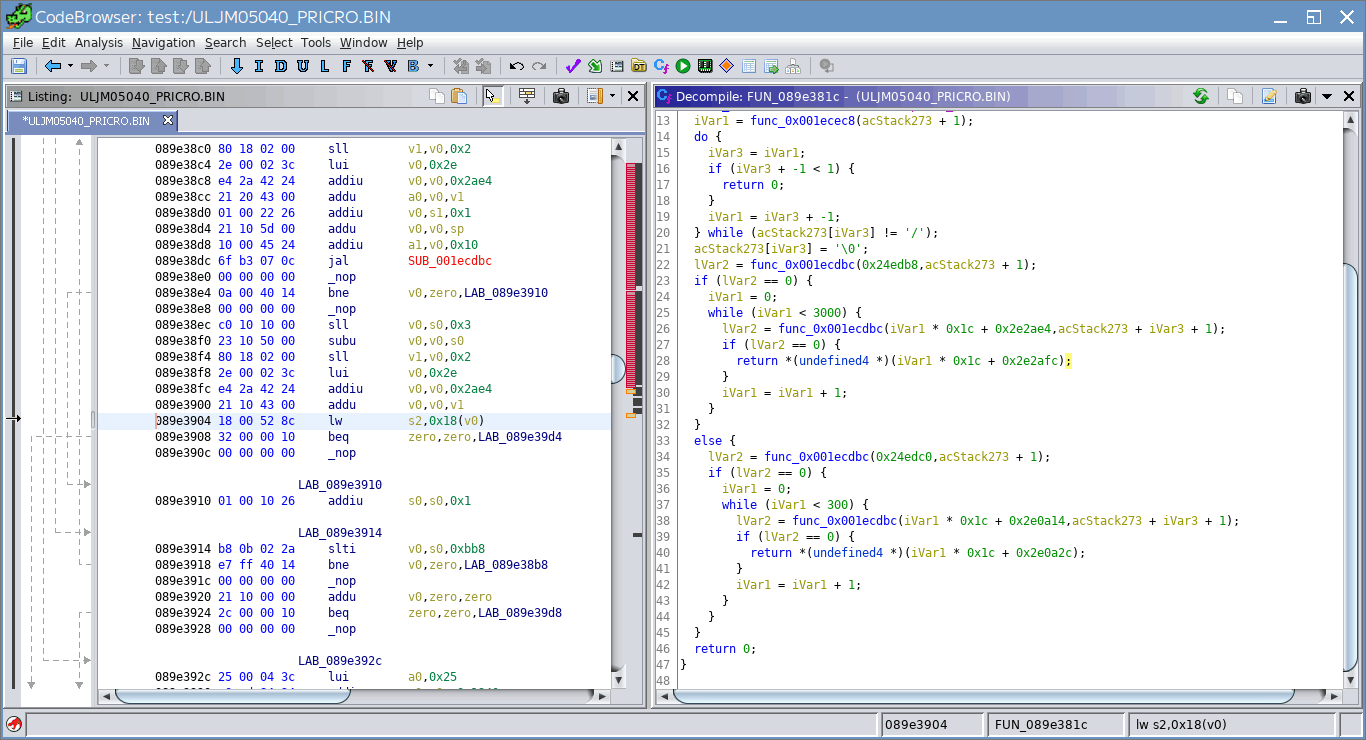 CodeBrowser: test:/ULJM05040_PRICRO.BIN
File Edit Analysis Navigation Search Select Tools Window Help
I D U L F F V B
Listing: ULJM05040_PRICRO.BIN
*ULJM05040_PRICRO.BIN
089e38c0 80 18 02 00 sll v1,v0,0x2
089e38c4 2e 00 02 3c lui v0,0x2e
089e38c8 e4 2a 42 24 addiu v0,v0,0x2ae4
089e38cc 21 20 43 00 addu a0,v0,v1
089e38d0 01 00 22 26 addiu v0,s1,0x1
089e38d4 21 10 5d 00 addu v0,v0,sp
089e38d8 10 00 45 24 addiu a1,v0,0x10
089e38dc 6f b3 07 0c jal SUB_001ecdbc
089e38e0 00 00 00 00 _nop
089e38e4 0a 00 40 14 bne v0,zero,LAB_089e3910
089e38e8 00 00 00 00 _nop
089e38ec c0 10 10 00 sll v0,s0,0x3
089e38f0 23 10 50 00 subu v0,v0,s0
089e38f4 80 18 02 00 sll v1,v0,0x2
089e38f8 2e 00 02 3c lui v0,0x2e
089e38fc e4 2a 42 24 addiu v0,v0,0x2ae4
089e3900 21 10 43 00 addu v0,v0,v1
089e3904 18 00 52 8c lw s2,0x18(v0)
089e3908 32 00 00 10 beq zero,zero,LAB_089e39d4
089e390c 00 00 00 00 _nop
LAB_089e3910
089e3910 01 00 10 26 addiu s0,s0,0x1
LAB_089e3914
089e3914 b8 0b 02 2a slti v0,s0,0xbb8
089e3918 e7 ff 40 14 bne v0,zero,LAB_089e38b8
089e391c 00 00 00 00 _nop
089e3920 21 10 00 00 addu v0,zero,zero
089e3924 2c 00 00 10 beq zero,zero,LAB_089e39d8
089e3928 00 00 00 00 _nop
LAB_089e392c
089e392c 25 00 04 3c lui a0,0x25
Decompile: FUN_089e381c - (ULJM05040_PRICRO.BIN)
13 iVar1 = func_0x001ecec8(acStack273 + 1);
14 do {
15 iVar3 = iVar1;
16 if (iVar3 + -1 < 1) {
17 return 0;
18 }
19 iVar1 = iVar3 + -1;
20 } while (acStack273[iVar3] != '/');
21 acStack273[iVar3] = '\0';
22 lVar2 = func_0x001ecdbc(0x24edb8,acStack273 + 1);
23 if (lVar2 == 0) {
24 iVar1 = 0;
25 while (iVar1 < 3000) {
26 lVar2 = func_0x001ecdbc(iVar1 * 0x1c + 0x2e2ae4,acStack273 + iVar3 + 1);
27 if (lVar2 == 0) {
28 return *(undefined4 *)(iVar1 * 0x1c + 0x2e2afc);
29 }
30 iVar1 = iVar1 + 1;
31 }
32 }
33 else {
34 lVar2 = func_0x001ecdbc(0x24edc0,acStack273 + 1);
35 if (lVar2 == 0) {
36 iVar1 = 0;
37 while (iVar1 < 300) {
38 lVar2 = func_0x001ecdbc(iVar1 * 0x1c + 0x2e0a14,acStack273 + iVar3 + 1);
39 if (lVar2 == 0) {
40 return *(undefined4 *)(iVar1 * 0x1c + 0x2e0a2c);
41 }
42 iVar1 = iVar1 + 1;
43 }
44 }
45 }
46 return 0;
47 }
48
089e3904 FUN_089e381c lw s2,0x18(v0)